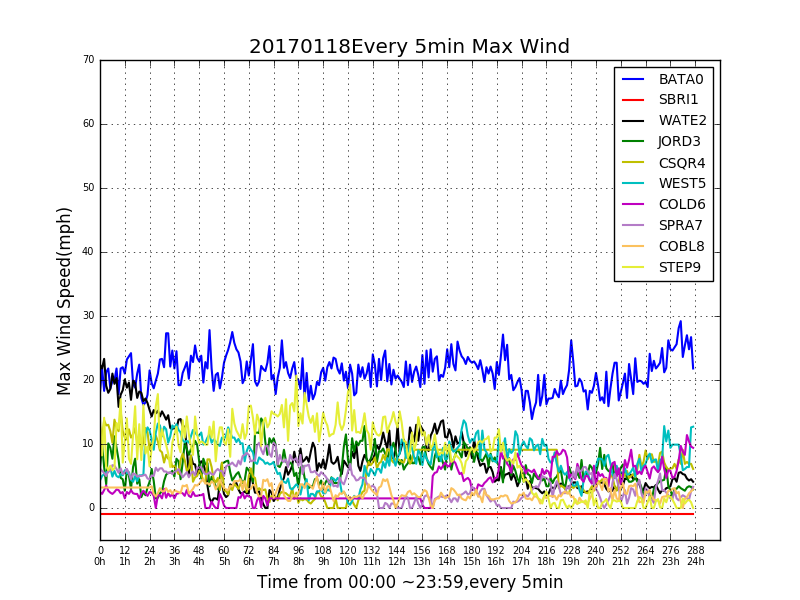 20170118Every 5min Max Wind
70
60
50
40
30
20
10
0
Max Wind Speed(mph)
BATA0
SBRI1
WATE2
JORD3
CSQR4
WEST5
COLD6
SPRA7
COBL8
STEP9
0 12 24 36 48 60 72 84 96 108 120 132 144 156 168 180 192 204 216 228 240 252 264 276 288
0h 1h 2h 3h 4h 5h 6h 7h 8h 9h 10h 11h 12h 13h 14h 15h 16h 17h 18h 19h 20h 21h 22h 23h 24h
Time from 00:00 ~23:59,every 5min